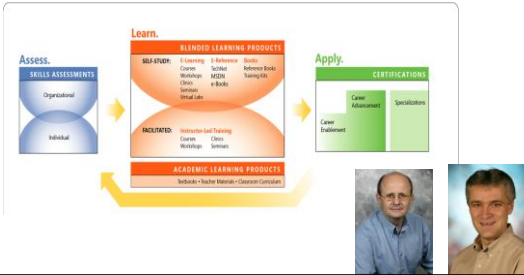 Assess.
SKILLS ASSESSMENTS
Organizational
Individual
Learn.
BLENDED LEARNING PRODUCTS
SELF-STUDY: E-Learning E-Reference Books
Courses TechNet Reference Books
Workshops MSDN Training Kits
Clinics e-Books
Seminars
Virtual Labs
FACILITATED: Instructor-Led Training
Courses Clinics
Workshops Seminars
ACADEMIC LEARNING PRODUCTS
Textbooks • Teacher Materials • Classroom Curriculum
Apply.
CERTIFICATIONS
Career
Advancement
Specializations
Career
Enablement